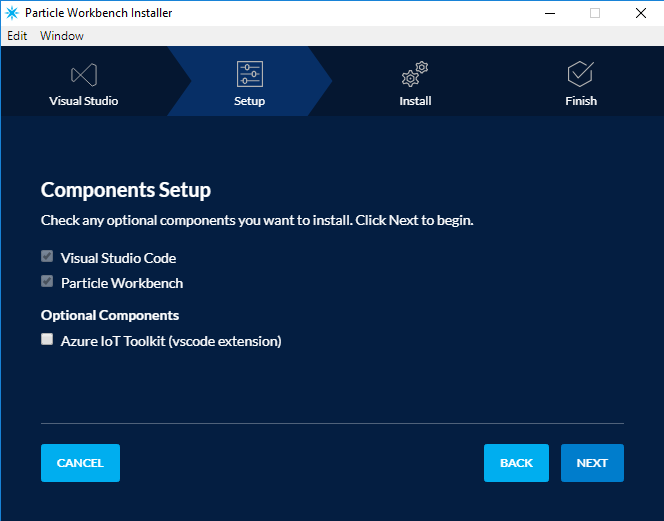 Particle Workbench Installer
Edit Window
Visual Studio
Setup
Install
Finish
Components Setup
Check any optional components you want to install. Click Next to begin.
Visual Studio Code
Particle Workbench
Optional Components
Azure IoT Toolkit (vscode extension)
CANCEL
BACK
NEXT